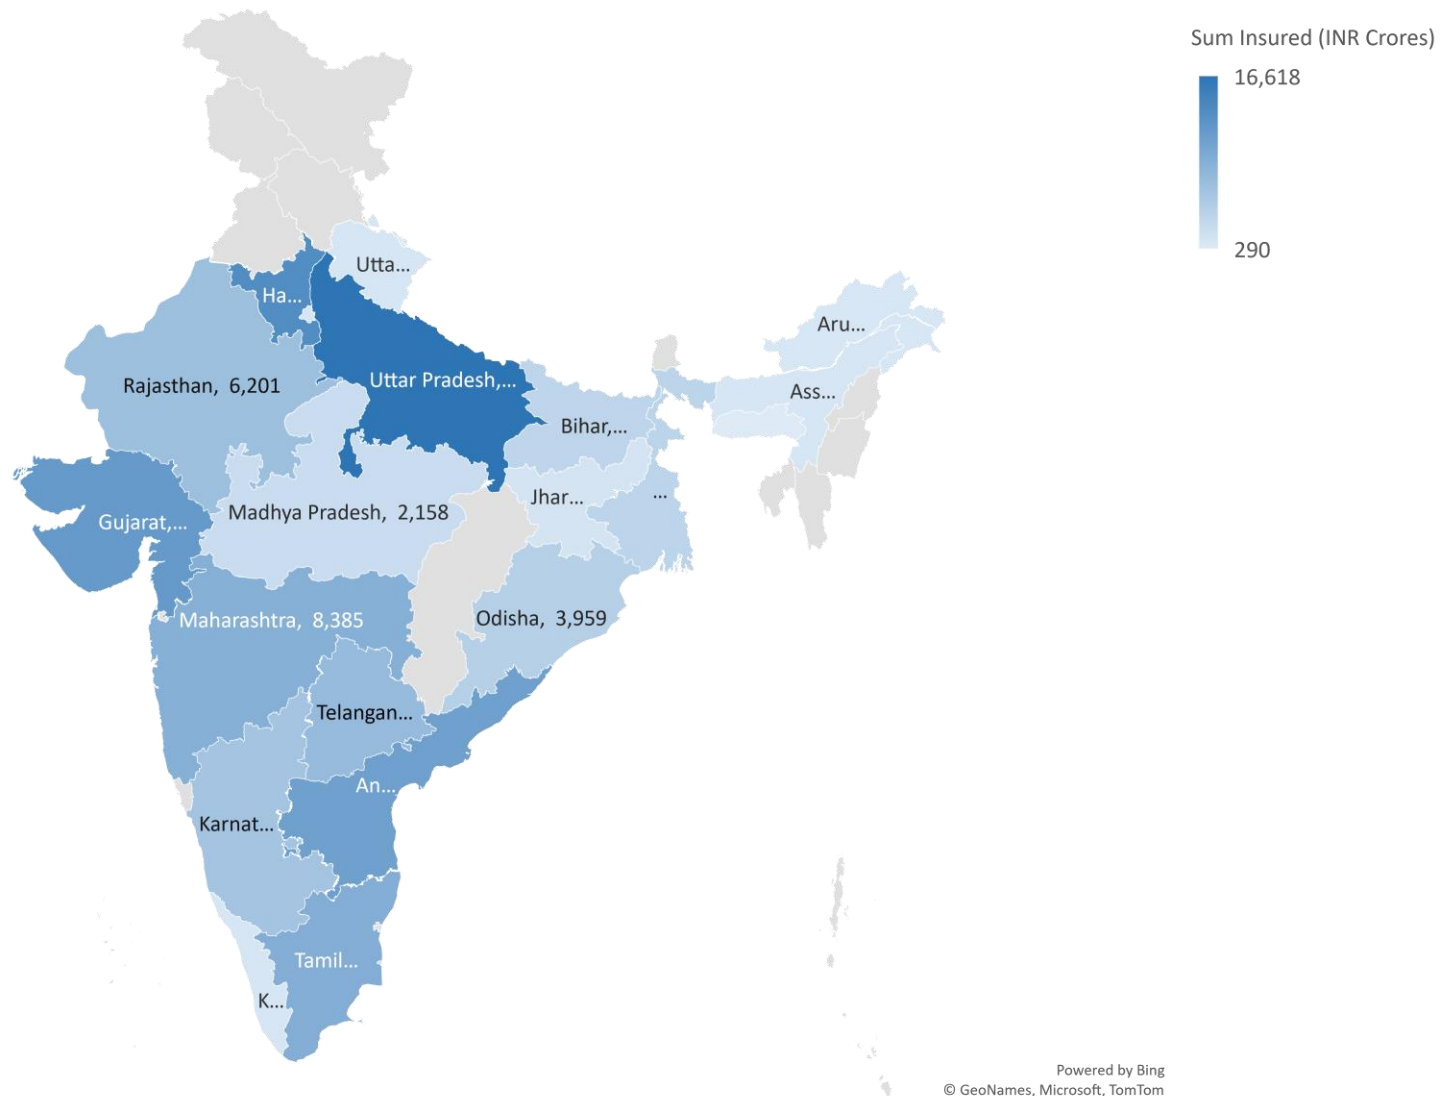 Sum Insured (INR Crores)
16,618
290
Utta...
Ha...
Aru...
Rajasthan, 6,201
Uttar Pradesh,...
Ass...
Bihar,...
Jhar...
...
Madhya Pradesh, 2,158
Gujarat,...
Maharashtra, 8,385
Odisha, 3,959
Telangan...
An...
Karnat...
Tamil...
K...
Powered by Bing
© GeoNames, Microsoft, TomTom